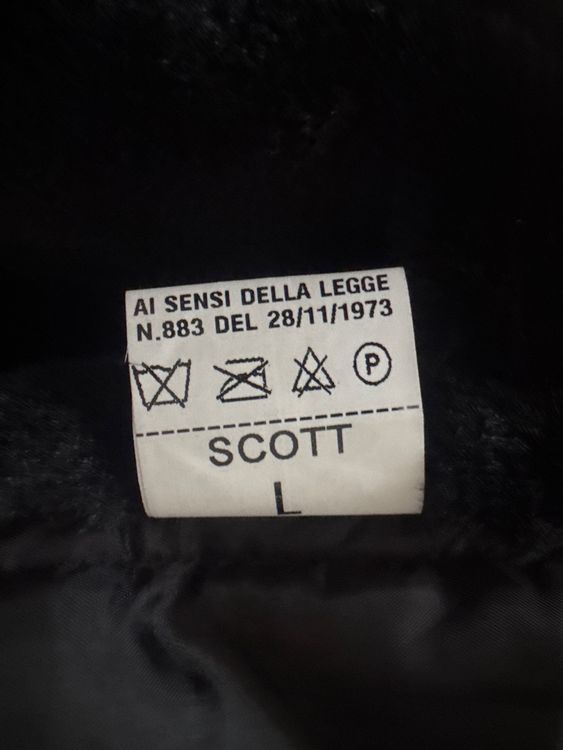 AI SENSI DELLA LEGGE
N.883 DEL 28/11/1973
P
SCOTT
L